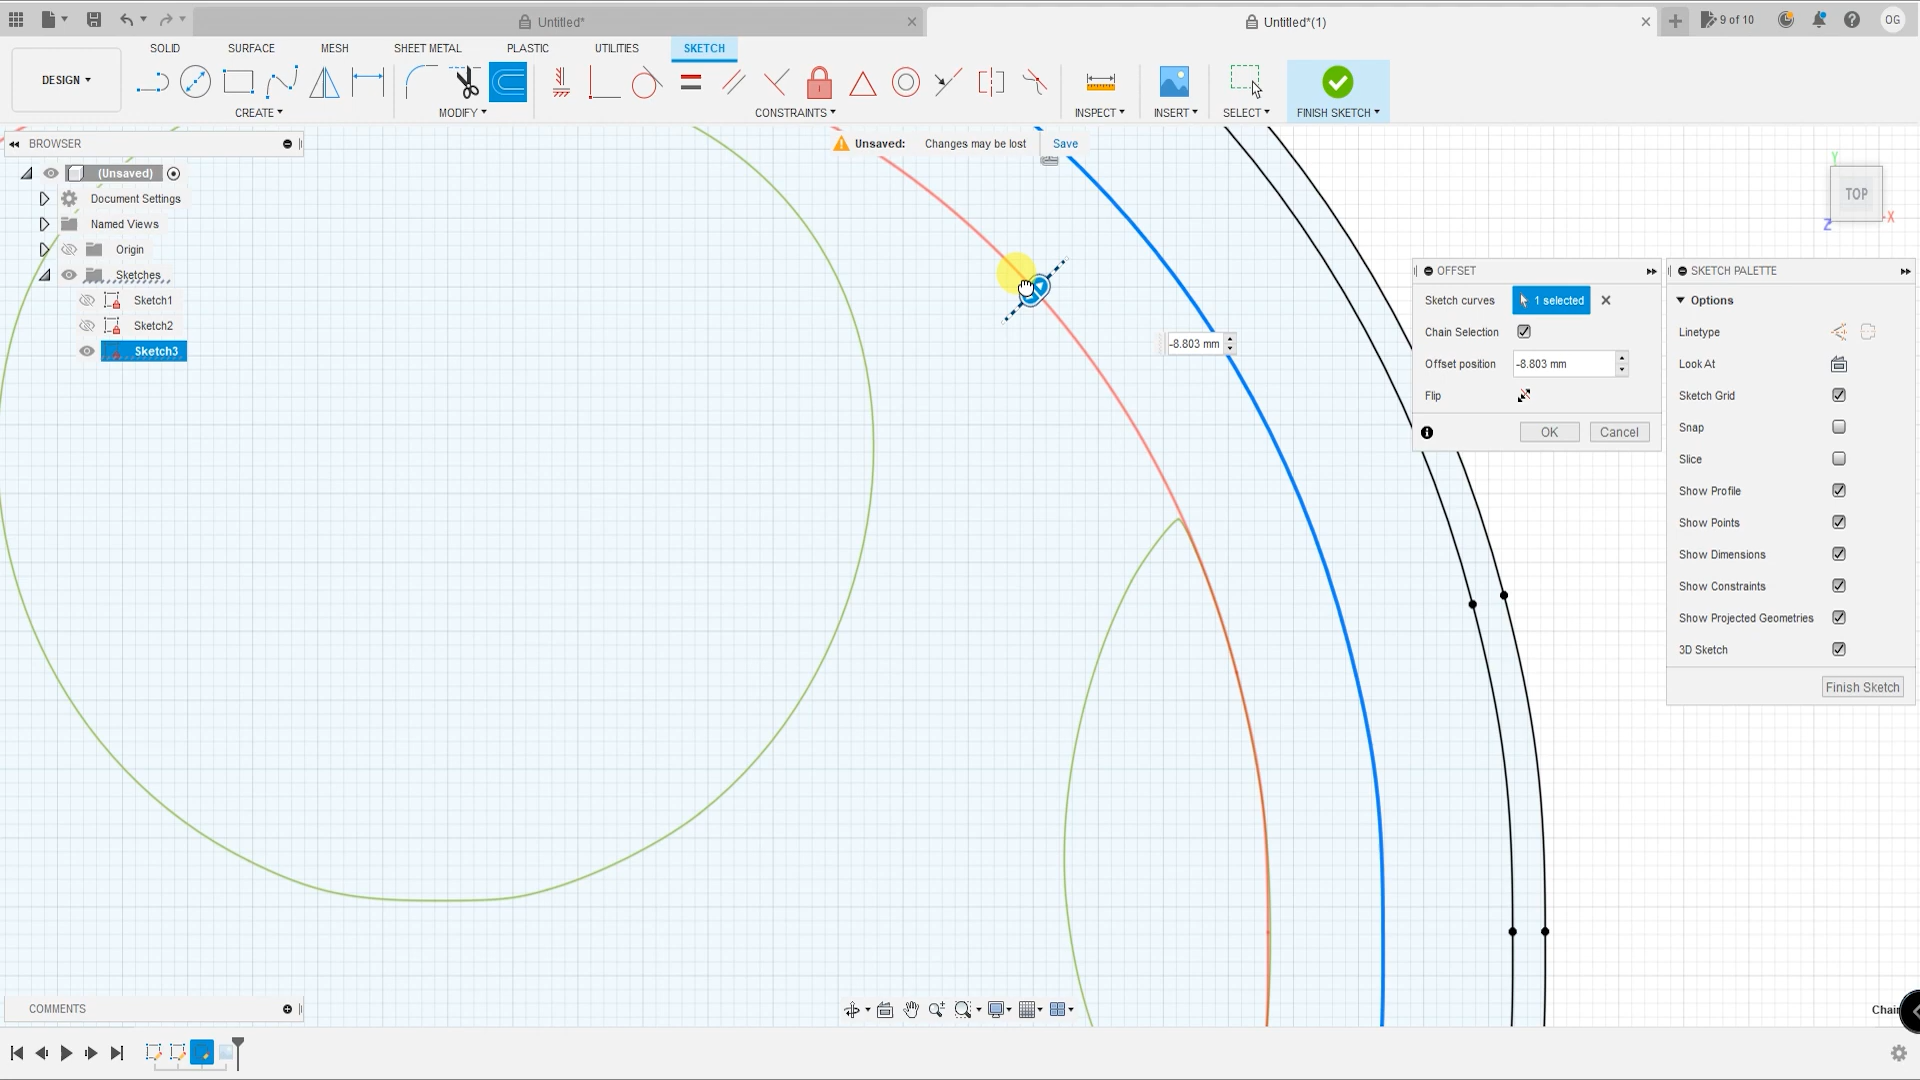 Untitled*
Untitled*(1)
9 of 10
OG
DESIGN
SOLID
SURFACE
MESH
SHEET METAL
PLASTIC
UTILITIES
SKETCH
CREATE
MODIFY
CONSTRAINTS
INSPECT
INSERT
SELECT
FINISH SKETCH
BROWSER
Unsaved: Changes may be lost
Save
(Unsaved)
Document Settings
Named Views
Origin
Sketches
Sketch1
Sketch2
Sketch3
Y
TOP
X
Z
-8.803 mm
OFFSET
Sketch curves 1 selected
Chain Selection
Offset position -8.803 mm
Flip
OK
Cancel
SKETCH PALETTE
Options
Linetype
Look At
Sketch Grid
Snap
Slice
Show Profile
Show Points
Show Dimensions
Show Constraints
Show Projected Geometries
3D Sketch
Finish Sketch
COMMENTS
Chain